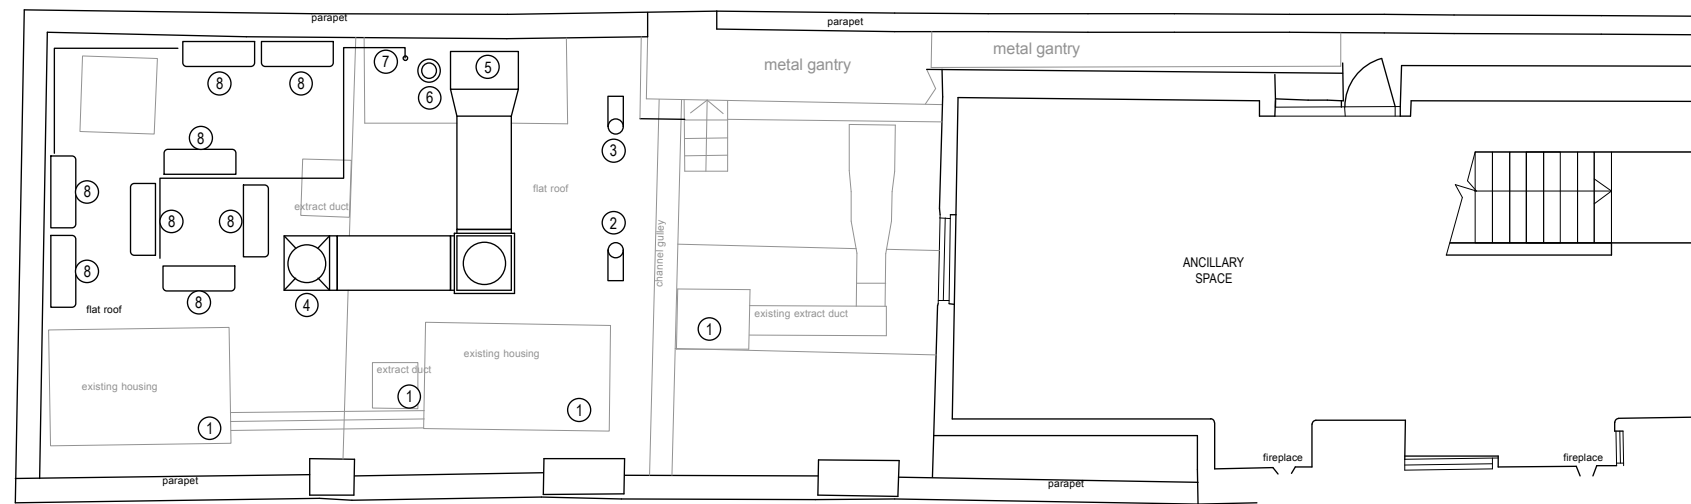 parapet
parapet
metal gantry
metal gantry
7
5
8
8
6
8
3
8
flat roof
extract duct
8
8
2
channel gulley
8
ANCILLARY
SPACE
8
4
flat roof
existing extract duct
1
existing housing
extract duct
existing housing
1
1
1
fireplace
fireplace
parapet
parapet